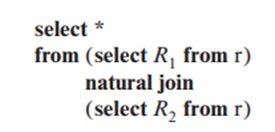 select *
from (select R₁ from r)
natural join
(select R₂ from r)